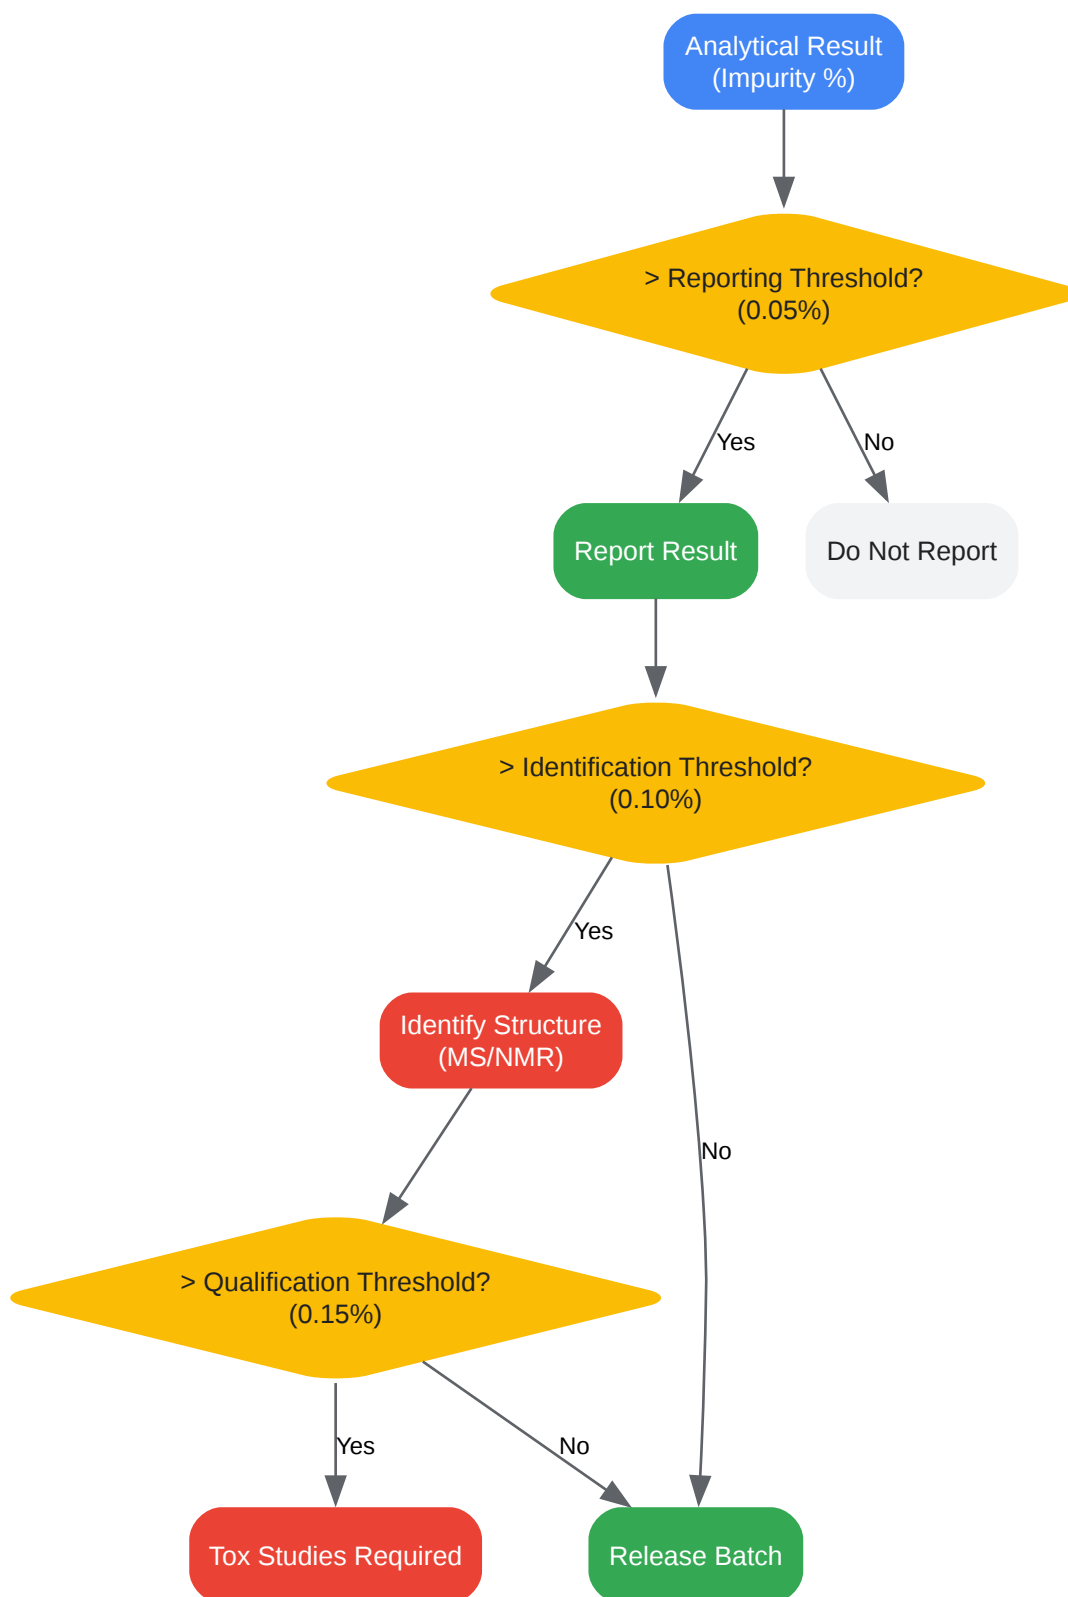 Analytical Result
(Impurity %)
> Reporting Threshold?
(0.05%)
Yes
No
Report Result
Do Not Report
> Identification Threshold?
(0.10%)
Yes
Identify Structure
(MS/NMR)
No
> Qualification Threshold?
(0.15%)
Yes
No
Tox Studies Required
Release Batch